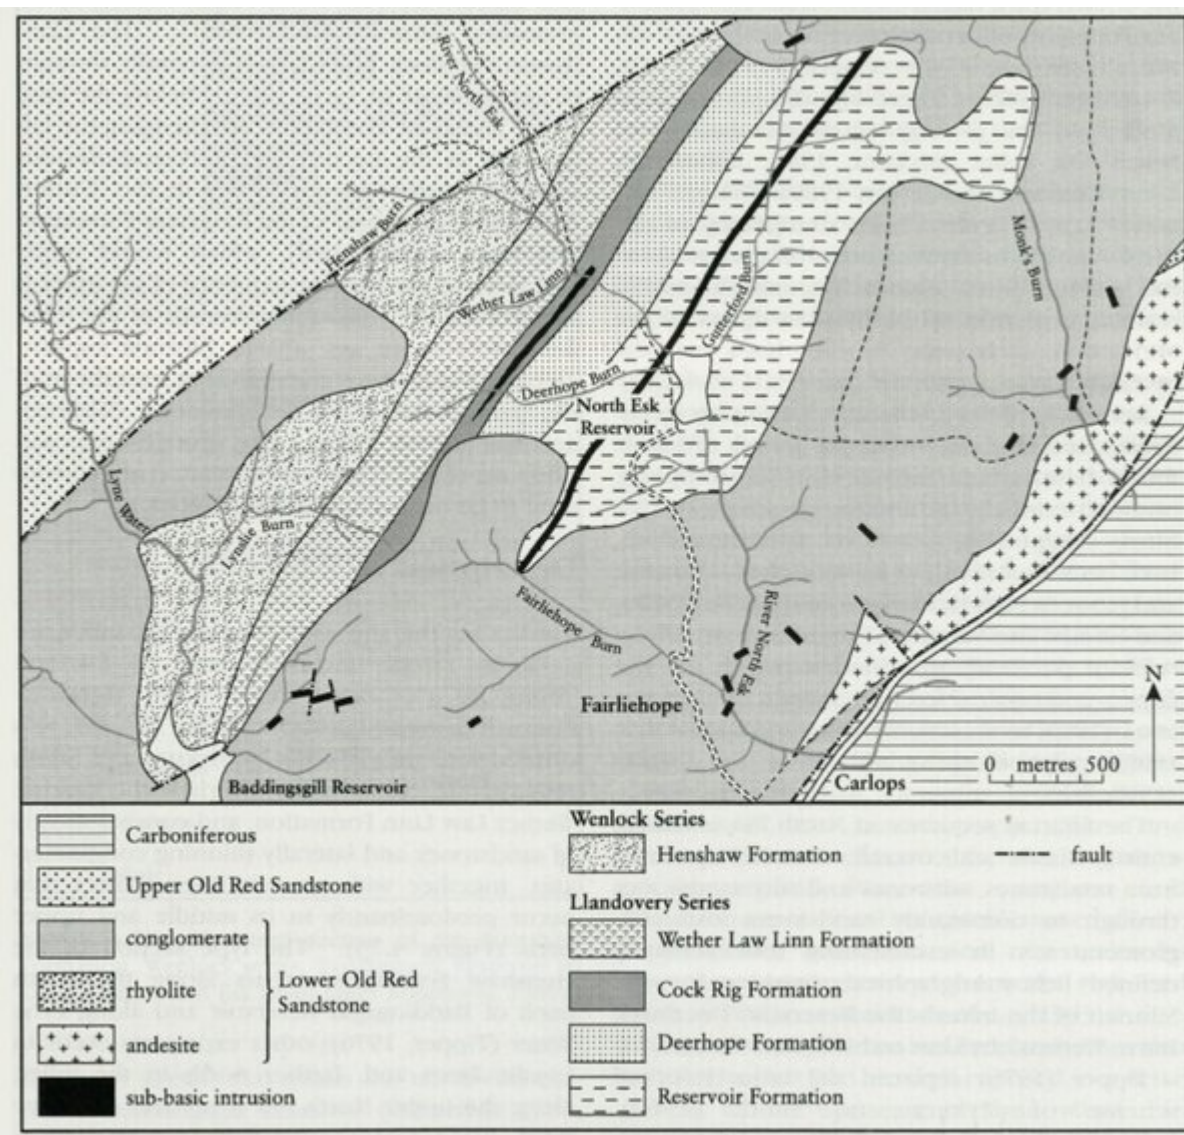 River North Esk
Henshaw Burn
Wether Law Linn
Monk's Burn
Gutterford Burn
Deerhope Burn
North Esk
Reservoir
Lyne Water
Lynslie Burn
Fairliehope Burn
River North Esk
Fairliehope
N
0 metres 500
Carlops
Baddingsgill Reservoir
Carboniferous
Upper Old Red Sandstone
conglomerate
rhyolite
andesite
Lower Old Red
Sandstone
sub-basic intrusion
Wenlock Series
Henshaw Formation
Llandovery Series
Wether Law Linn Formation
Cock Rig Formation
Deerhope Formation
Reservoir Formation
fault